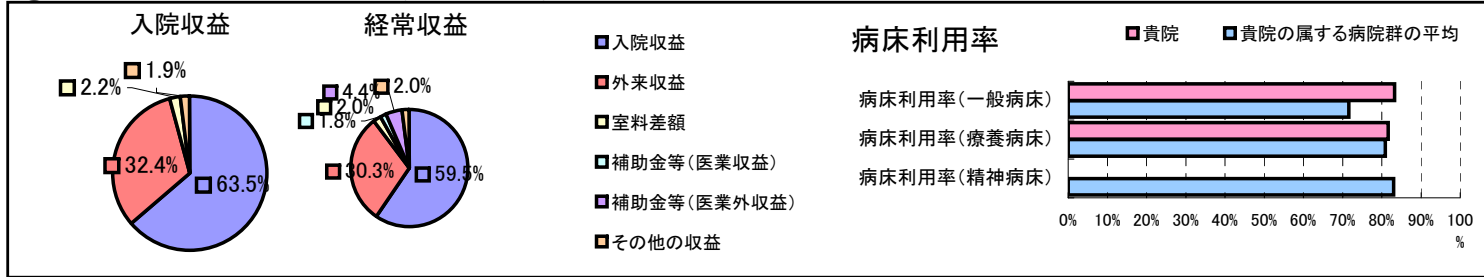 入院収益
1.9%
2.2%
32.4%
63.5%
経常収益
4.4%
2.0%
2.0%
1.8%
30.3%
59.5%
入院収益
外来収益
室料差額
補助金等(医業収益)
補助金等(医業外収益)
その他の収益
病床利用率
貴院
貴院の属する病院群の平均
病床利用率(一般病床)
病床利用率(療養病床)
病床利用率(精神病床)
0% 10% 20% 30% 40% 50% 60% 70% 80% 90% 100
%